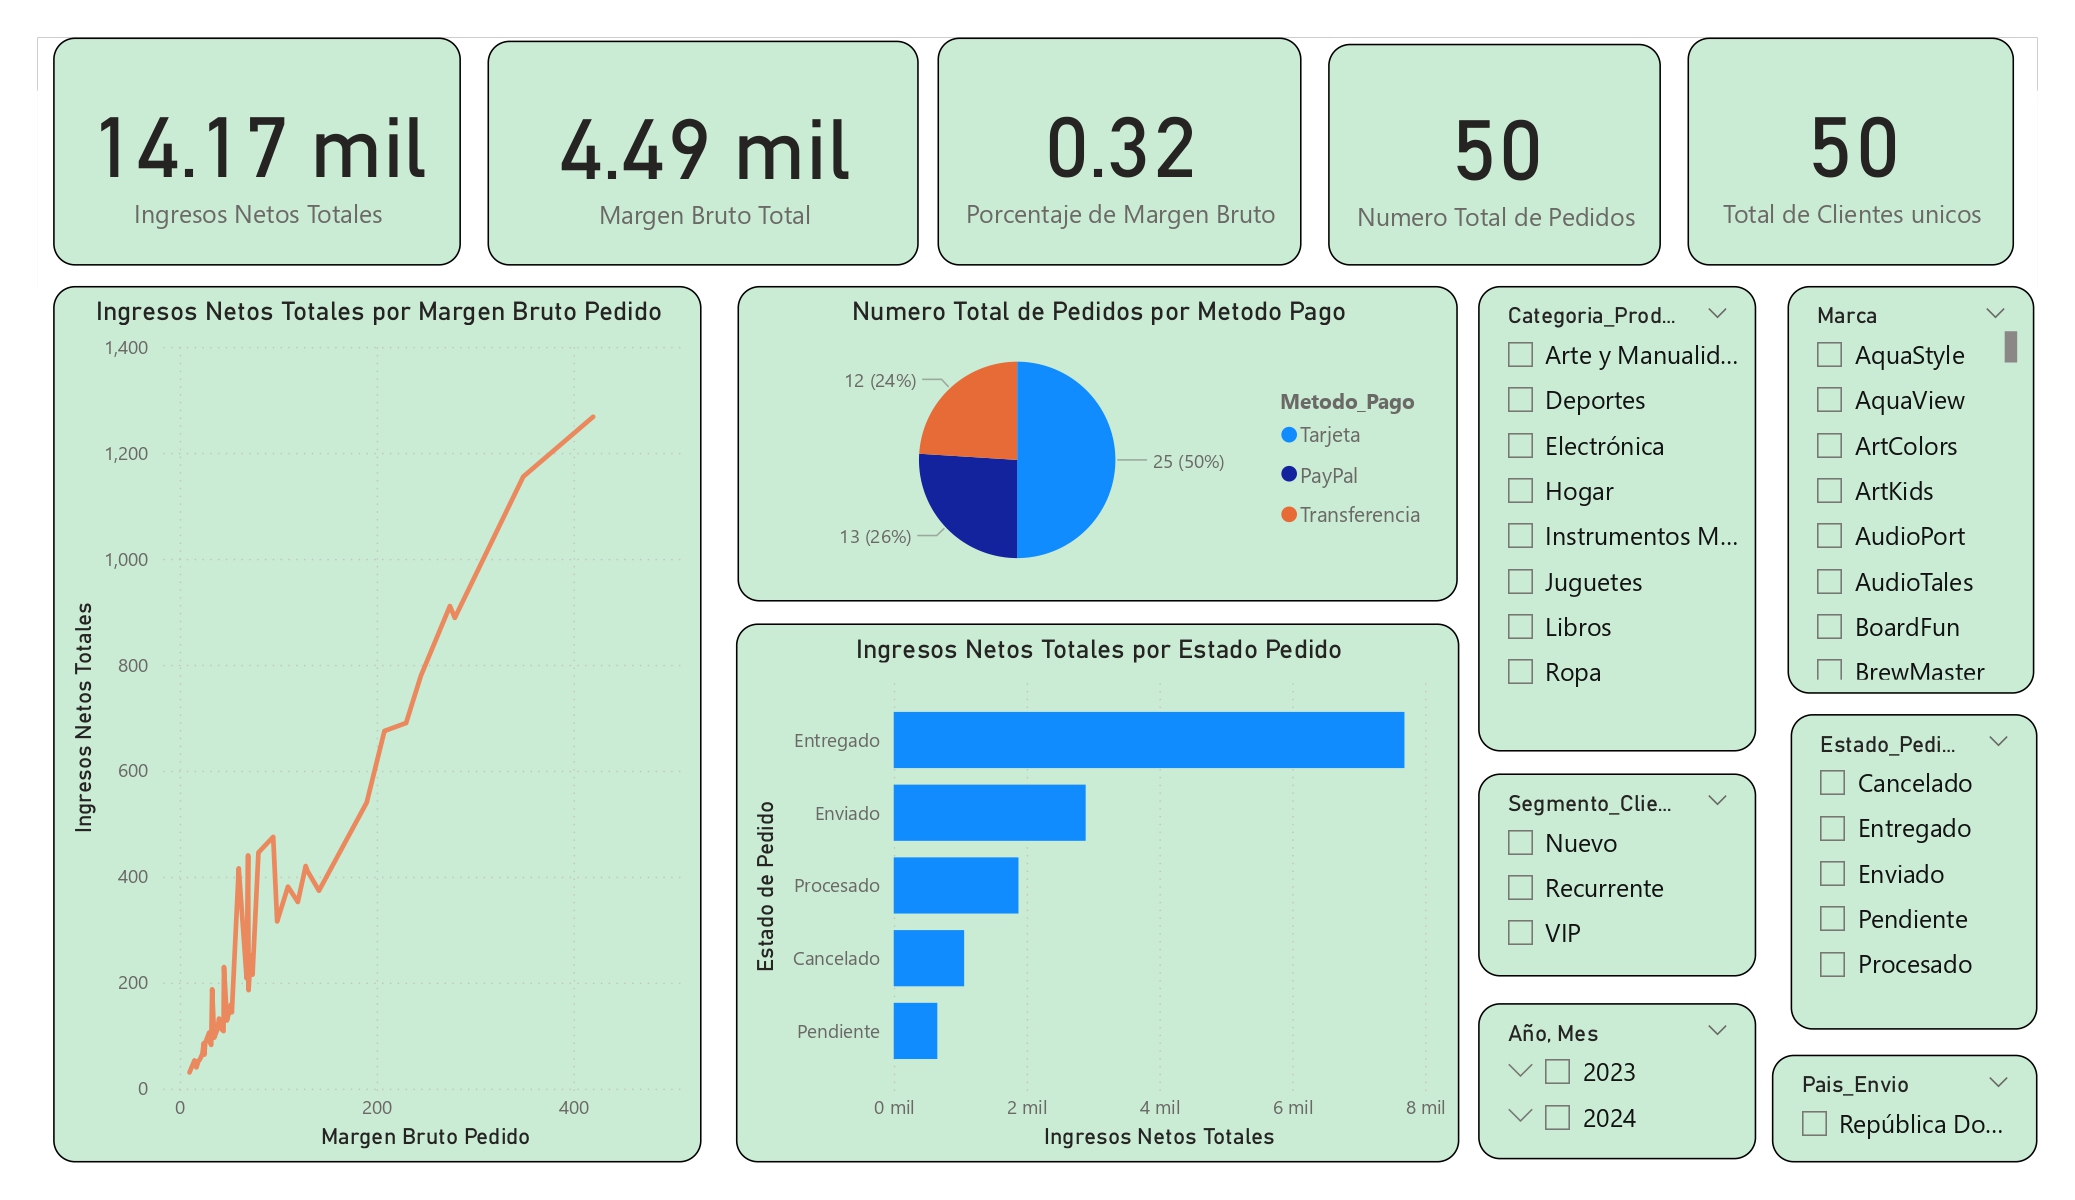 14.17 mil
Ingresos Netos Totales
4.49 mil
Margen Bruto Total
0.32
Porcentaje de Margen Bruto
50
Numero Total de Pedidos
50
Total de Clientes unicos
Ingresos Netos Totales por Margen Bruto Pedido
1,400
1,200
1,000
800
600
400
200
0
Ingresos Netos Totales
0
200
400
Margen Bruto Pedido
Numero Total de Pedidos por Metodo Pago
12 (24%)
25 (50%)
13 (26%)
Metodo_Pago
Tarjeta
PayPal
Transferencia
Ingresos Netos Totales por Estado Pedido
Estado de Pedido
Entregado
Enviado
Procesado
Cancelado
Pendiente
0 mil
2 mil
4 mil
6 mil
8 mil
Ingresos Netos Totales
Categoria_Prod...
Arte y Manualid...
Deportes
Electrónica
Hogar
Instrumentos M...
Juguetes
Libros
Ropa
Marca
AquaStyle
AquaView
ArtColors
ArtKids
AudioPort
AudioTales
BoardFun
BrewMaster
Segmento_Clie...
Nuevo
Recurrente
VIP
Estado_Pedi...
Cancelado
Entregado
Enviado
Pendiente
Procesado
Año, Mes
2023
2024
Pais_Envio
República Do...